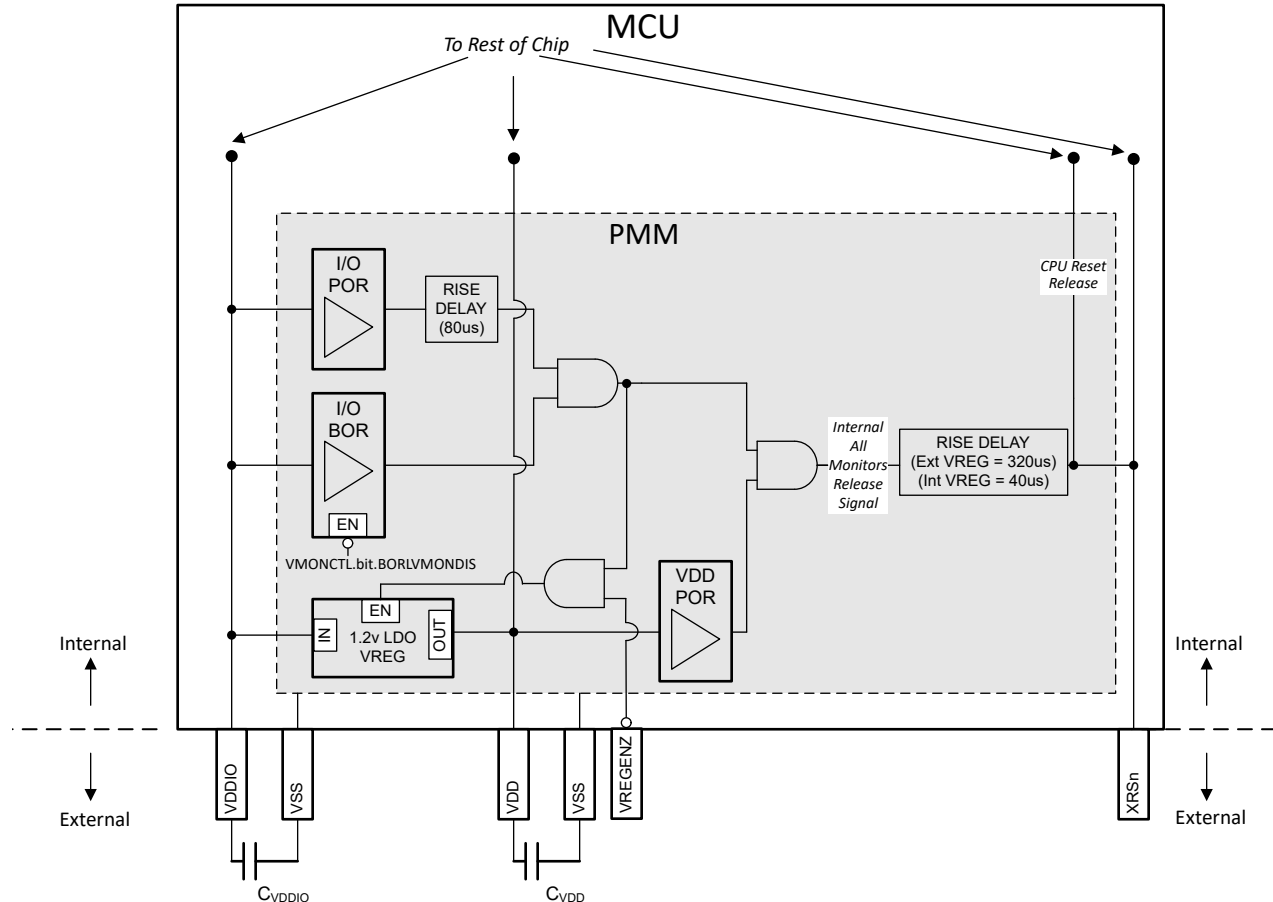 MCU
To Rest of Chip
PMM
I/O
POR
RISE
DELAY
(80us)
CPU Reset
Release
I/O
BOR
EN
VMONCTL.bit.BORLVMONDIS
Internal
All
Monitors
Release
Signal
RISE DELAY
(Ext VREG = 320us)
(Int VREG = 40us)
EN
IN
1.2v LDO
VREG
OUT
VDD
POR
Internal
External
Internal
External
VDDIO
VSS
VDD
VSS
VREGENZ
XRSn
CVDDIO
CVDD